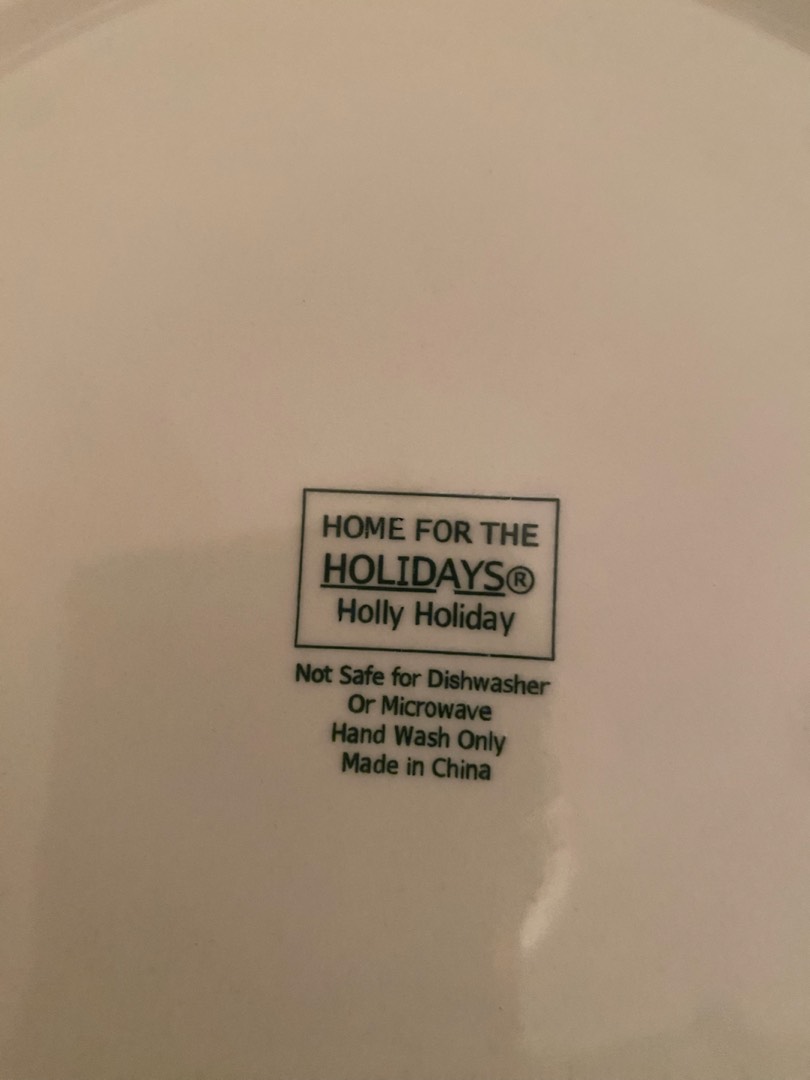 HOME FOR THE
HOLIDAYS®
Holly Holiday
Not Safe for Dishwasher
Or Microwave
Hand Wash Only
Made in China